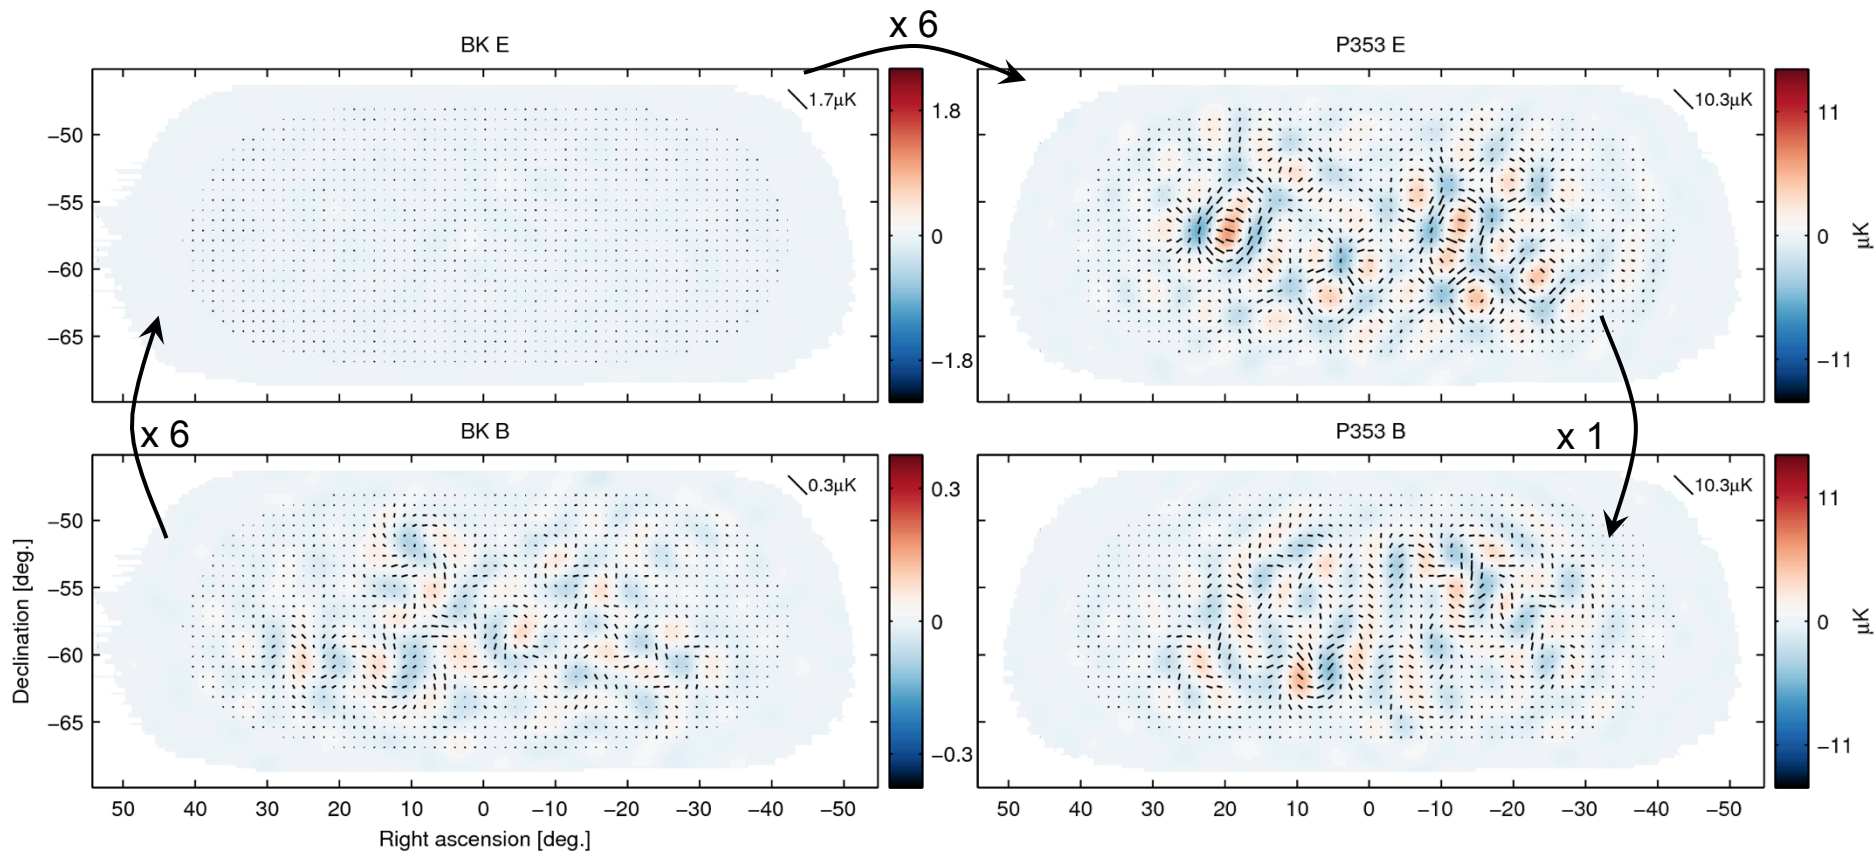 x 6
BK E
P353 E
1.7μK
10.3μK
1.8
0
−1.8
11
0
−11
μK
−50
−55
−60
−65
x 6
x 1
BK B
P353 B
0.3μK
10.3μK
0.3
0
−0.3
11
0
−11
μK
−50
−55
−60
−65
Declination [deg.]
50 40 30 20 10 0 −10 −20 −30 −40 −50
50 40 30 20 10 0 −10 −20 −30 −40 −50
Right ascension [deg.]